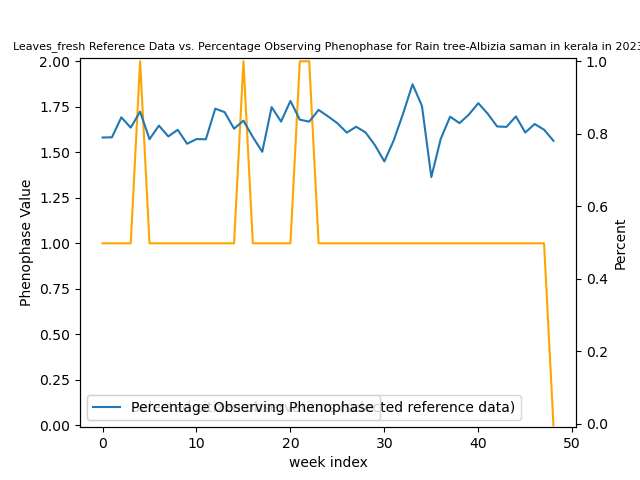 Leaves_fresh Reference Data vs. Percentage Observing Phenophase for Rain tree-Albizia saman in kerala in 2023
2.00
1.75
1.50
1.25
1.00
0.75
0.50
0.25
0.00
Phenophase Value
1.0
0.8
0.6
0.4
0.2
0.0
Percent
Percentage Observing Phenophase ted reference data)
0 10 20 30 40 50
week index